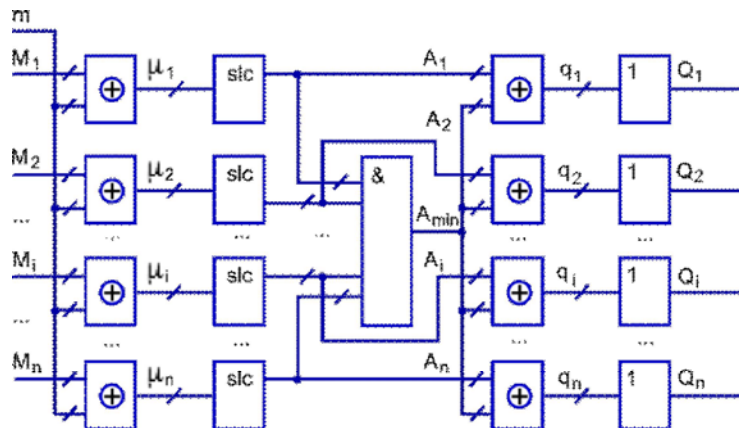 m
M1 ⊕ μ1 slc A1 ⊕ q1 1 Q1
A2
M2 ⊕ μ2 slc & ⊕ q2 1 Q2
... ... ... ... Amin ... ...
Mi ⊕ μi slc Ai ⊕ qi 1 Qi
... ... ... ... ...
Mn ⊕ μn slc An ⊕ qn 1 Qn